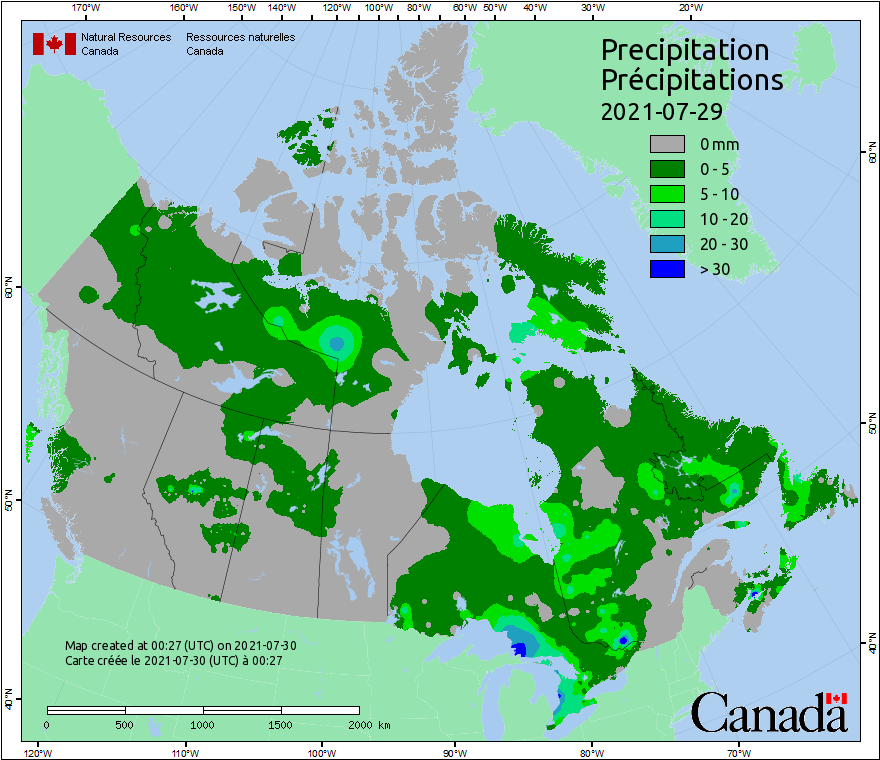 170°W 160°W 150°W 140°W 120°W 100°W 80°W 60°W 50°W 40°W 30°W 20°W
Natural Resources Ressources naturelles
Canada Canada
Precipitation
Précipitations
2021-07-29
0 mm
0 - 5
5 - 10
10 - 20
20 - 30
> 30
60°N
60°N
50°N
50°N
40°N
40°N
Map created at 00:27 (UTC) on 2021-07-30
Carte créée le 2021-07-30 (UTC) à 00:27
0 500 1000 1500 2000 km
Canada
120°W 110°W 100°W 90°W 80°W 70°W